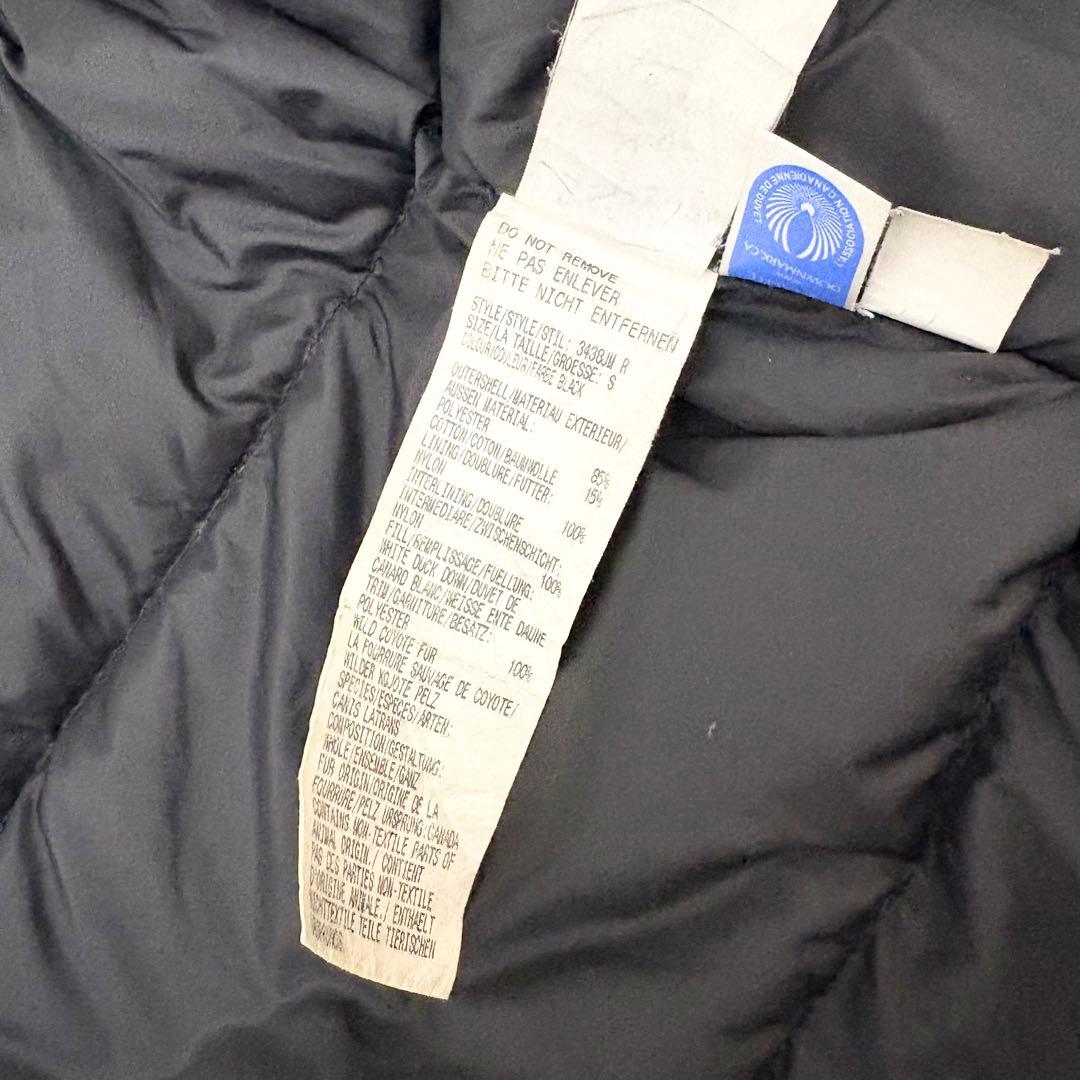 DO NOT REMOVE
NE PAS ENLEVER
BITTE NICHT ENTFERNEN
STYLE/STYLE/STIL: 3438JM R
SIZE/LA TAILLE/GROESSE: S
COLOUR/COULEUR/FARBE BLACK
OUTERSHELL/MATERIAU EXTERIEUR/
AUSSEN MATERIAL:
POLYESTER 85%
COTTON/COTON/BAUMWOLLE 15%
LINING/DOUBLURE/FUTTER:
NYLON 100%
INTERLINING/DOUBLURE
INTERMEDIARE/ZWISCHENSCHICHT:
NYLON 100%
FILL/REMPLISSAGE/FUELLUNG:
WHITE DUCK DOWN/DUVET DE
CANARD BLANC/WEISSE ENTE DAUNE
TRIM/GARNITURE/BESATZ:
POLYESTER 100%
WILD COYOTE FUR
LA FOURRURE SAUVAGE DE COYOTE/
WILDER KOJOTE PELZ
SPECIES/ESPECES/ARTEN:
CANIS LATRANS
COMPOSITION/GESTALTUNG:
WHOLE/ENSEMBLE/GANZ
FUR ORIGIN/ORIGINE DE LA
FOURRURE/PELZ URSPRUNG:CANADA
CONTAINS NON-TEXTILE PARTS OF
ANIMAL ORIGIN./ CONTIENT
PAS DES PARTIES NON-TEXTILE
D'ORIGINE ANIMALE./ ENTHAELT
NICHTTEXTILE TEILE TIERISCHEN
L'ASSOCIATION CANADIENNE DE DUVET
DOWNMARK.CA